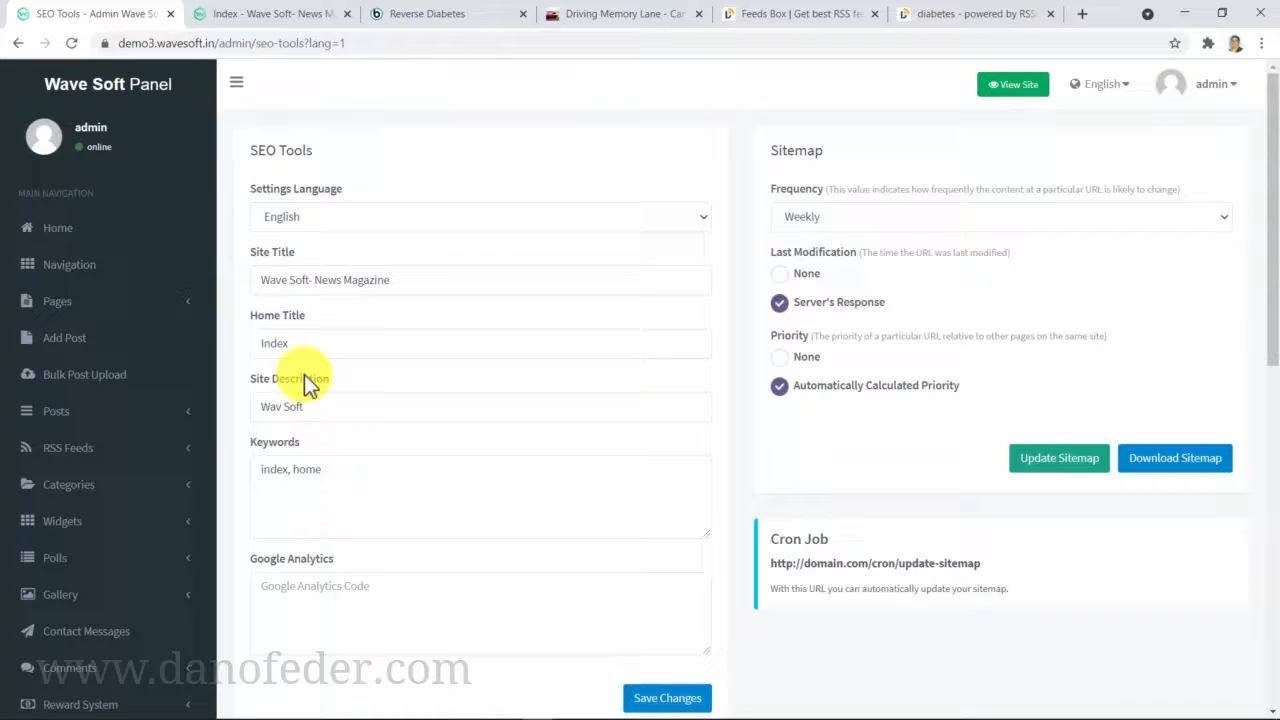 SEO Tools - Admin Wave So
Index - Wave Soft- News M
Reverse Diabetes
Driving Memory Lane - Ca
Feeds Box | Get best RSS fe
diabetes - powered by RSS
demo3.wavesoft.in/admin/seo-tools?lang=1
Wave Soft Panel
admin
online
MAIN NAVIGATION
Home
Navigation
Pages
Add Post
Bulk Post Upload
Posts
RSS Feeds
Categories
Widgets
Polls
Gallery
Contact Messages
Comments
Reward System
View Site
English
admin
SEO Tools
Settings Language
English
Site Title
Wave Soft- News Magazine
Home Title
Index
Site Description
Wav Soft
Keywords
index, home
Google Analytics
Google Analytics Code
Save Changes
Sitemap
Frequency (This value indicates how frequently the content at a particular URL is likely to change)
Weekly
Last Modification (The time the URL was last modified)
None
Server's Response
Priority (The priority of a particular URL relative to other pages on the same site)
None
Automatically Calculated Priority
Update Sitemap
Download Sitemap
Cron Job
http://domain.com/cron/update-sitemap
With this URL you can automatically update your sitemap.
www.danofeder.com